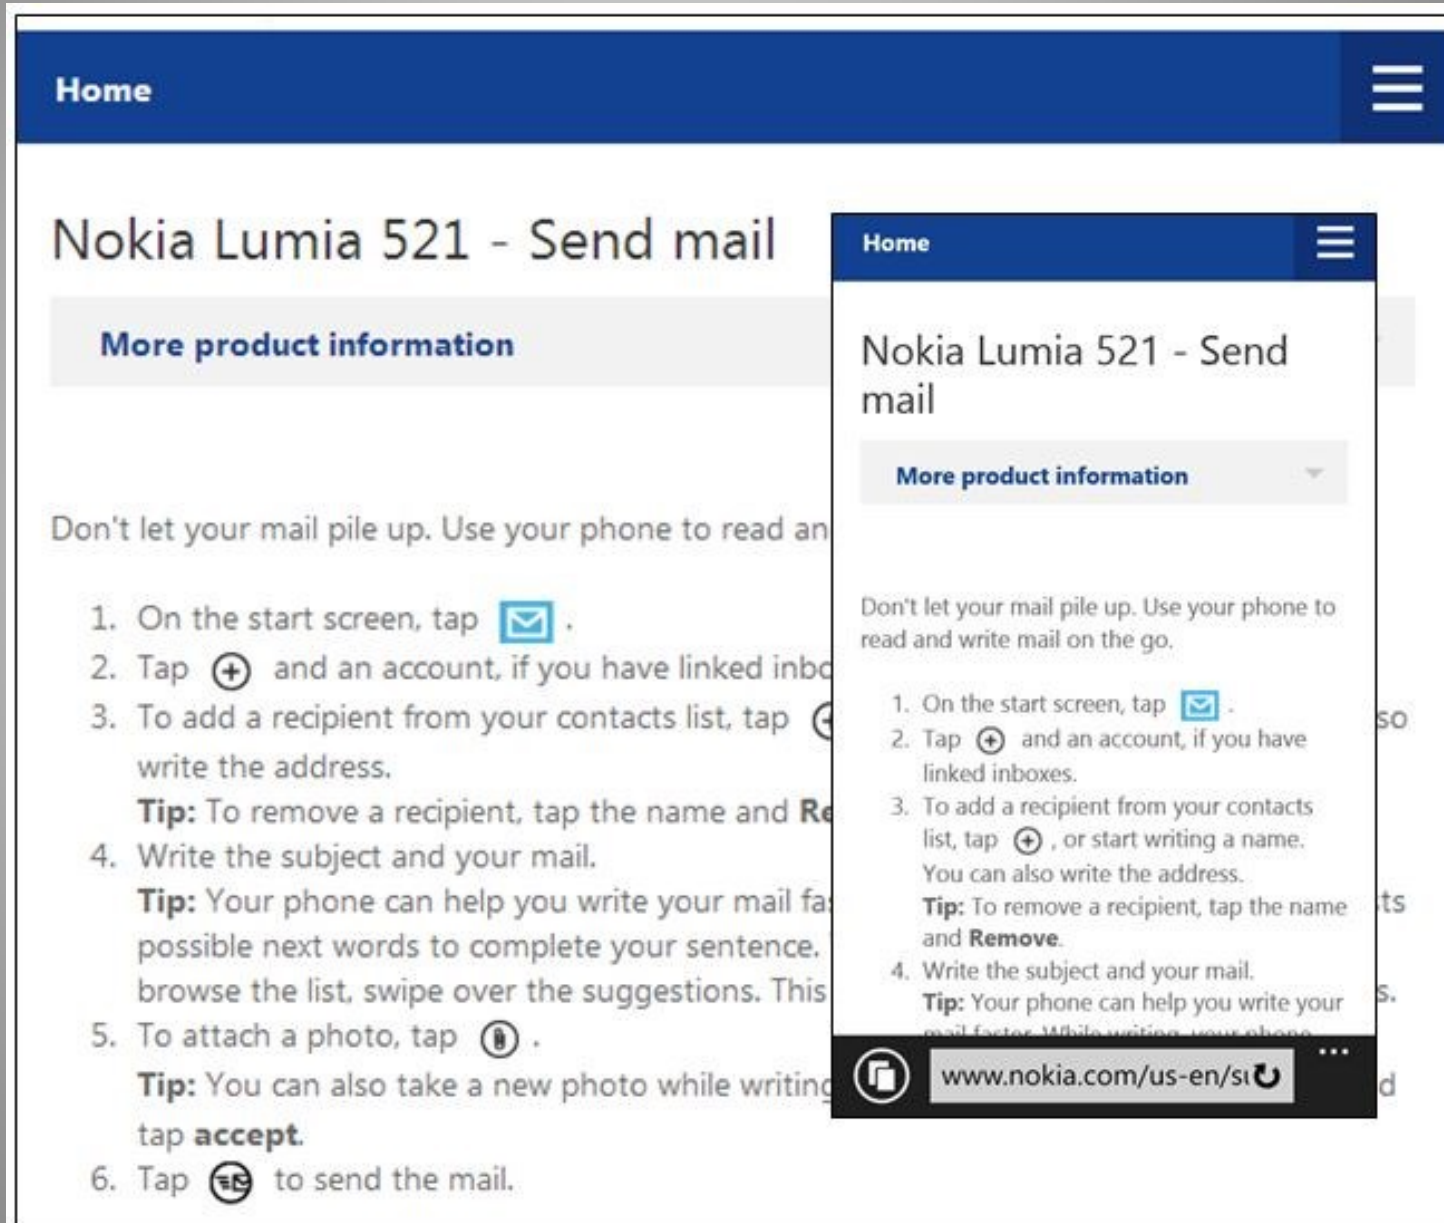 Home
Nokia Lumia 521 - Send mail
More product information
Don't let your mail pile up. Use your phone to read an
1. On the start screen, tap .
2. Tap and an account, if you have linked inbo
3. To add a recipient from your contacts list, tap so
write the address.
Tip: To remove a recipient, tap the name and Re
4. Write the subject and your mail.
Tip: Your phone can help you write your mail fas ts
possible next words to complete your sentence.
browse the list, swipe over the suggestions. This s.
5. To attach a photo, tap .
Tip: You can also take a new photo while writing d
tap accept.
6. Tap to send the mail.
Home
Nokia Lumia 521 - Send
mail
More product information
Don't let your mail pile up. Use your phone to
read and write mail on the go.
1. On the start screen, tap .
2. Tap and an account, if you have
linked inboxes.
3. To add a recipient from your contacts
list, tap , or start writing a name.
You can also write the address.
Tip: To remove a recipient, tap the name
and Remove.
4. Write the subject and your mail.
Tip: Your phone can help you write your
mail faster. While writing, your phone
www.nokia.com/us-en/su